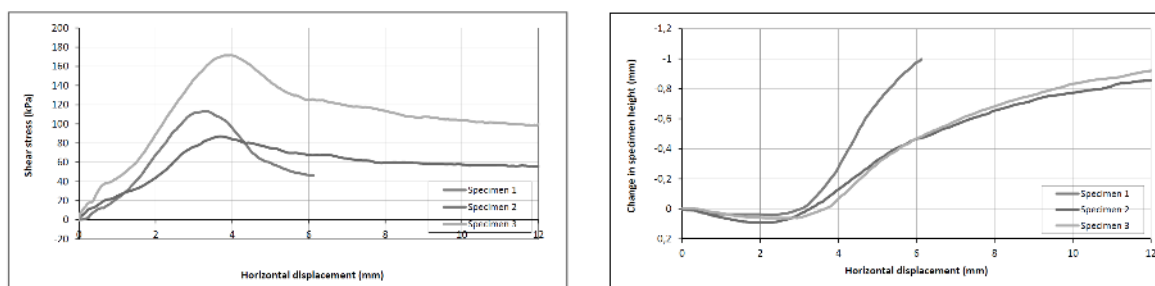 200
180
160
140
120
100
80
60
40
20
0
-20
Shear stress (kPa)
0 2 4 6 8 10 12
Horizontal displacement (mm)
Specimen 1
Specimen 2
Specimen 3
-1,2
-1
-0,8
-0,6
-0,4
-0,2
0
0,2
Change in specimen height (mm)
0 2 4 6 8 10 12
Horizontal displacement (mm)
Specimen 1
Specimen 2
Specimen 3